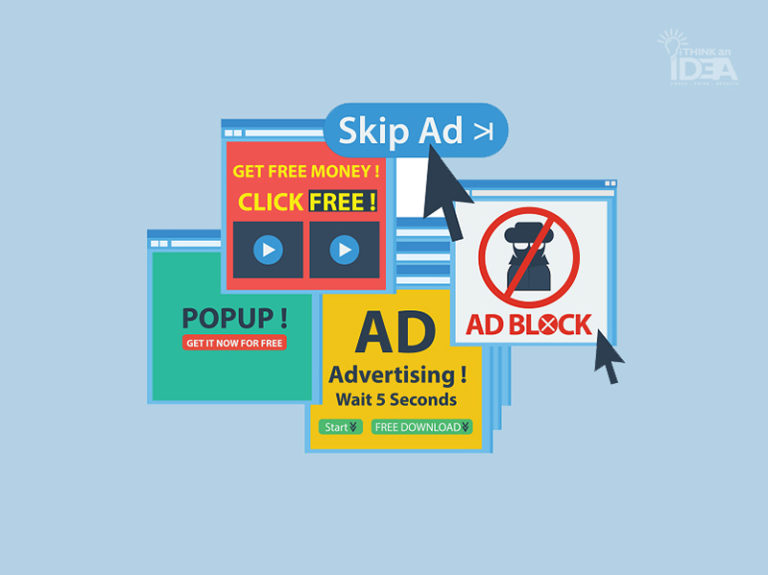 THINK an
IDEA
Skip Ad
GET FREE MONEY !
CLICK FREE !
POPUP !
GET IT NOW FOR FREE
AD
Advertising !
Wait 5 Seconds
Start
FREE DOWNLOAD
AD BLOCK